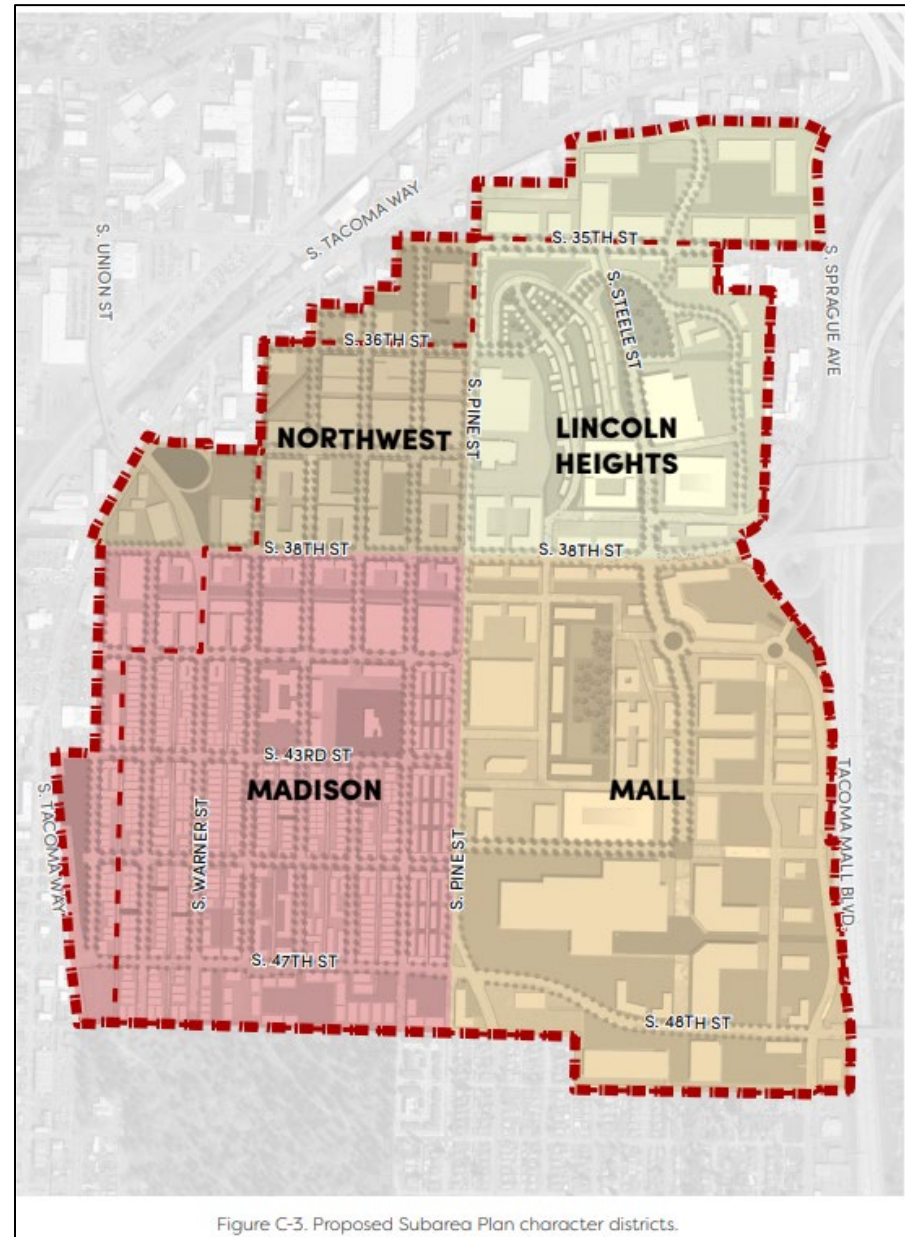 S. TACOMA WAY
S. UNION ST
S. 35TH ST
S. SPRAGUE AVE
S. STEELE ST
S. 36TH ST
S. PINE ST
NORTHWEST
LINCOLN
HEIGHTS
S. 38TH ST
S. 38TH ST
S. 43RD ST
MADISON
MALL
S. TACOMA WAY
S. WARNER ST
S. PINE ST
TACOMA MALL BLVD.
S. 47TH ST
S. 48TH ST
Figure C-3. Proposed Subarea Plan character districts.